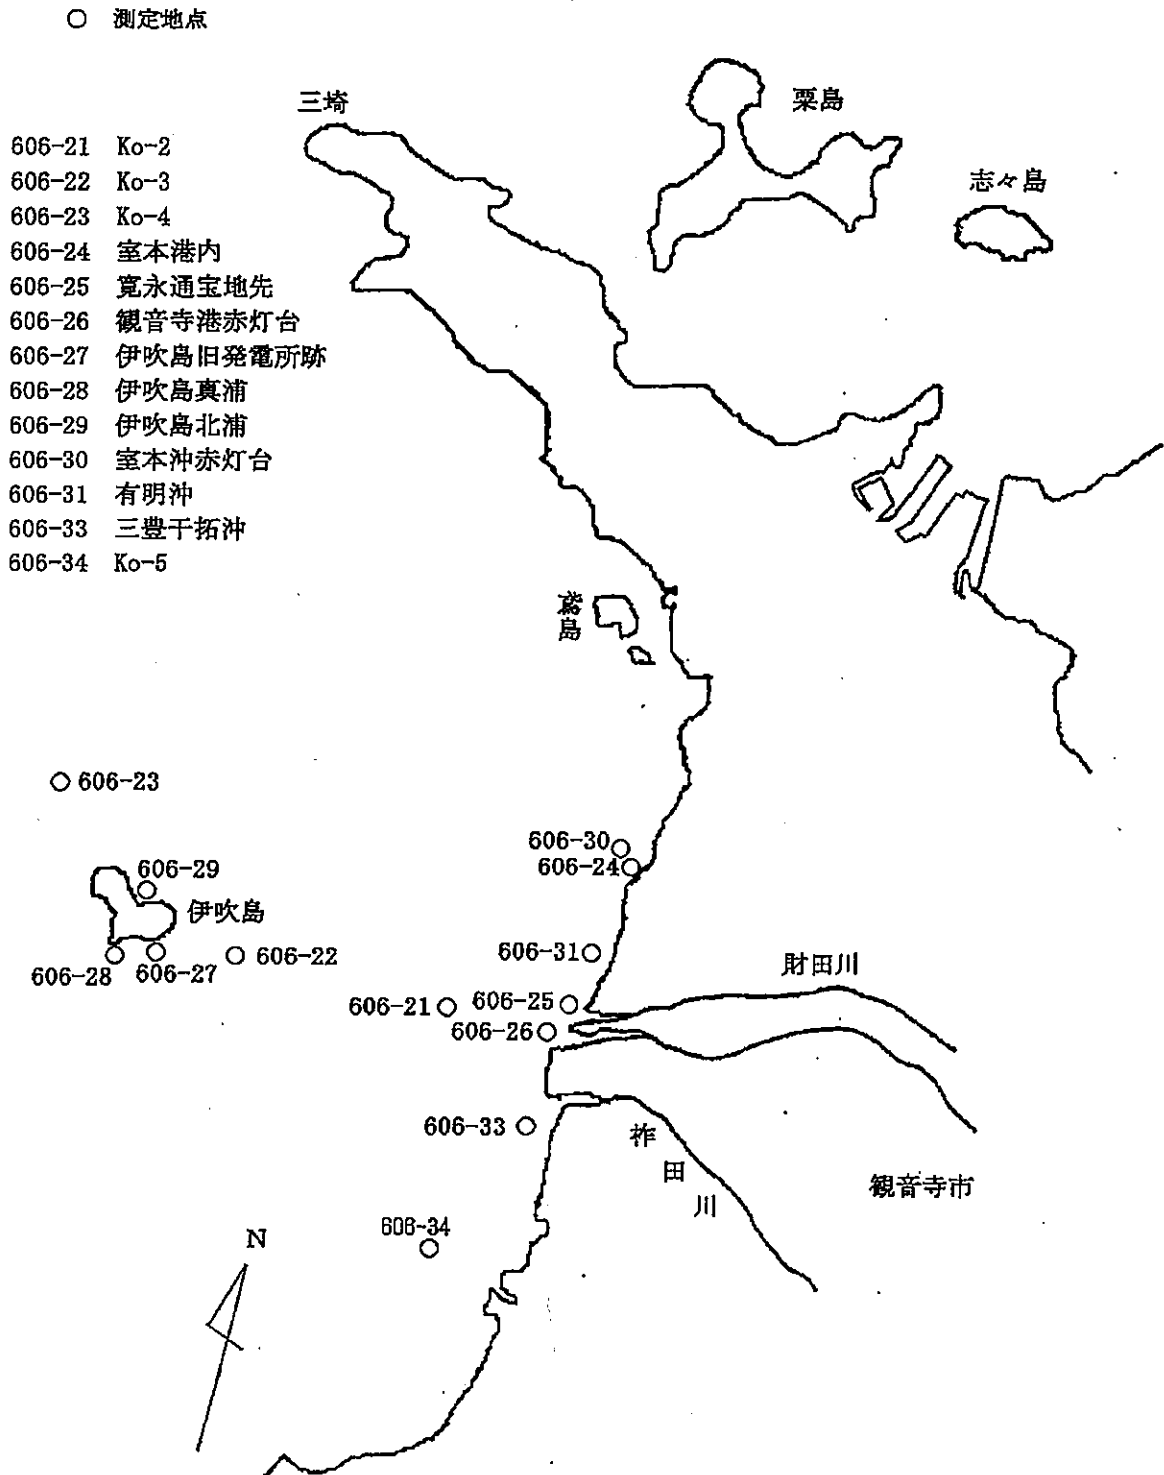 ○ 測定地点
三埼
粟島
志々島
606-21 Ko-2
606-22 Ko-3
606-23 Ko-4
606-24 室本港内
606-25 寛永通宝地先
606-26 観音寺港赤灯台
606-27 伊吹島旧発電所跡
606-28 伊吹島真浦
606-29 伊吹島北浦
606-30 室本沖赤灯台
606-31 有明沖
606-33 三豊干拓沖
606-34 Ko-5
鳶島
606-23
606-30
606-24
606-29
伊吹島
606-28
606-27
606-22
606-31
財田川
606-21
606-25
606-26
606-33
祚田川
観音寺市
606-34
N